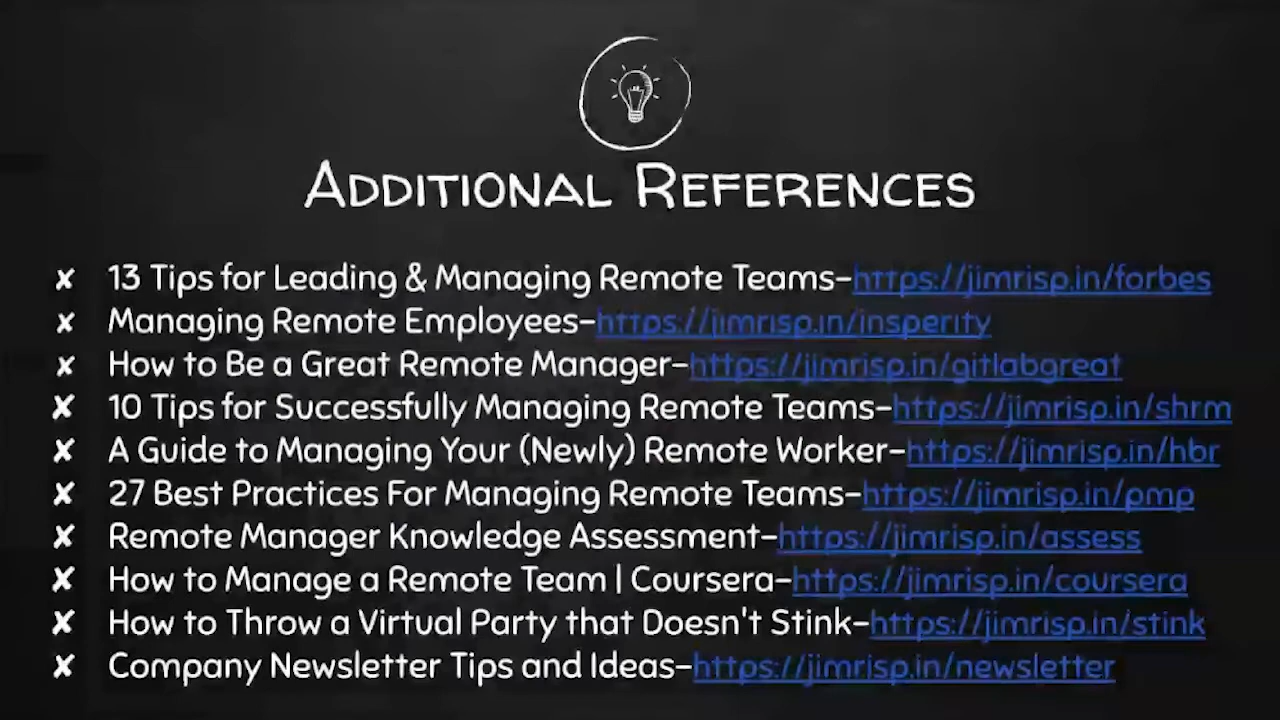 Additional References
✘ 13 Tips for Leading & Managing Remote Teams–https://jimrisp.in/forbes
✘ Managing Remote Employees–https://jimrisp.in/insperity
✘ How to Be a Great Remote Manager–https://jimrisp.in/gitlabgreat
✘ 10 Tips for Successfully Managing Remote Teams–https://jimrisp.in/shrm
✘ A Guide to Managing Your (Newly) Remote Worker–https://jimrisp.in/hbr
✘ 27 Best Practices For Managing Remote Teams–https://jimrisp.in/pmp
✘ Remote Manager Knowledge Assessment–https://jimrisp.in/assess
✘ How to Manage a Remote Team | Coursera–https://jimrisp.in/coursera
✘ How to Throw a Virtual Party that Doesn't Stink–https://jimrisp.in/stink
✘ Company Newsletter Tips and Ideas–https://jimrisp.in/newsletter